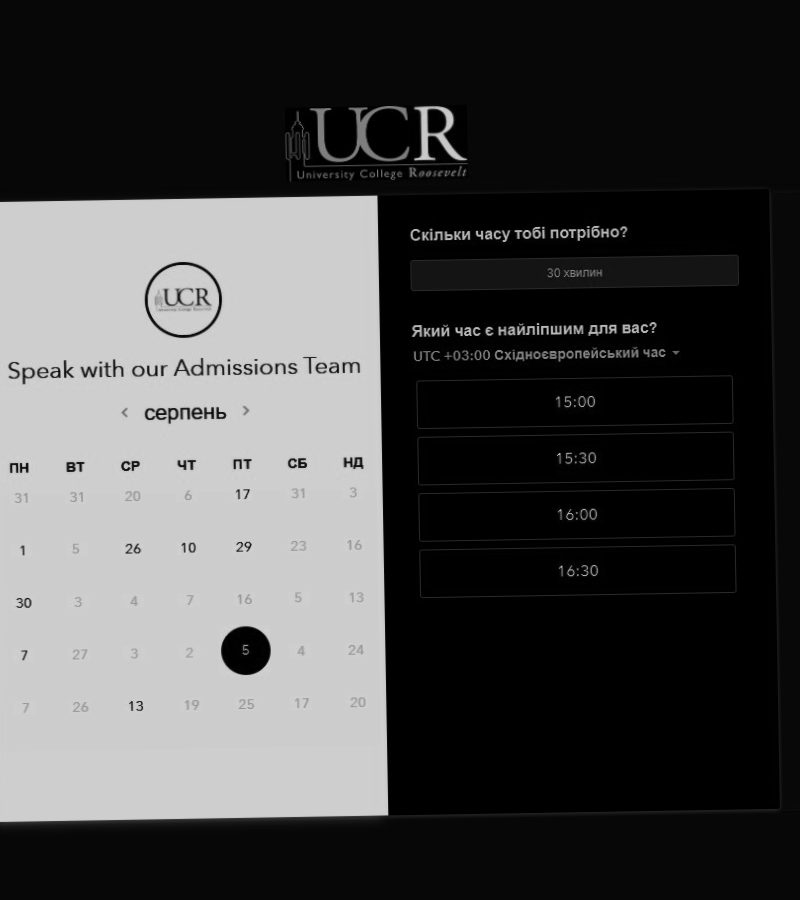 UCR
University College Roosevelt
UCR
University College Roosevelt
Speak with our Admissions Team
серпень
ПН ВТ СР ЧТ ПТ СБ НД
31 31 20 6 17 31 3
1 5 26 10 29 23 16
30 3 4 7 16 5 13
7 27 3 2 5 4 24
7 26 13 19 25 17 20
Скільки часу тобі потрібно?
30 хвилин
Який час є найліпшим для вас?
UTC +03:00 Східноєвропейський час
15:00
15:30
16:00
16:30